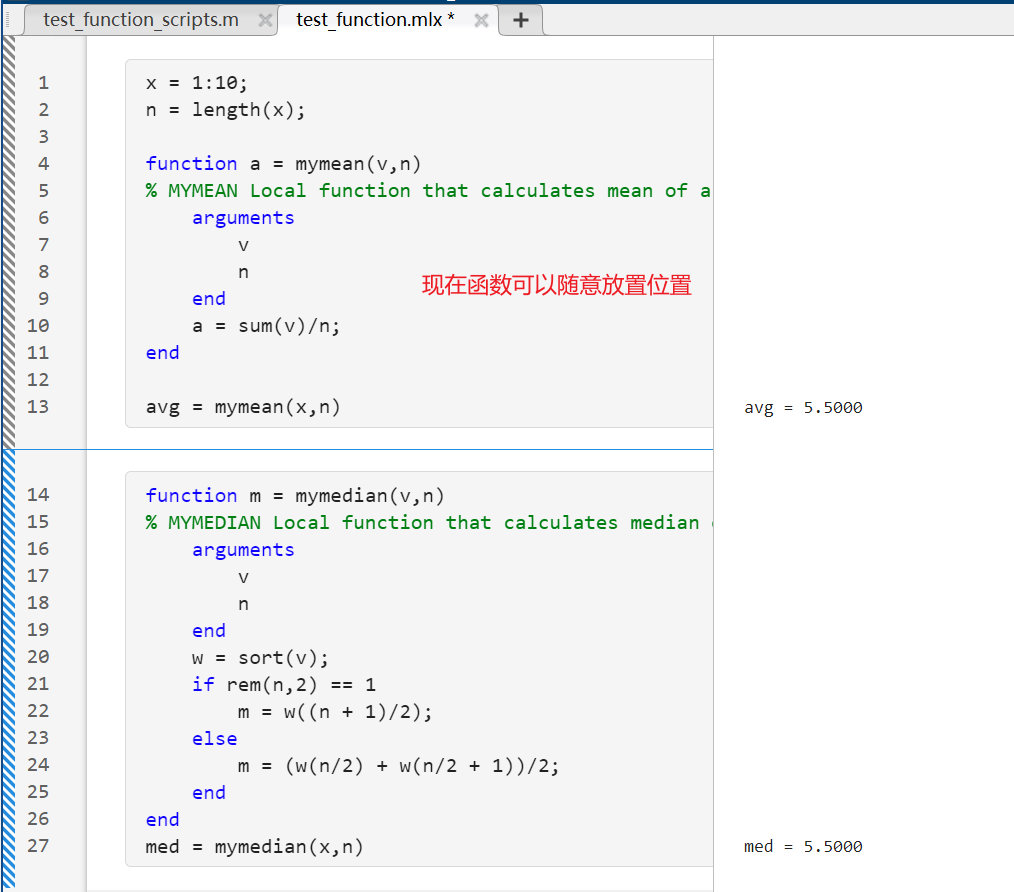 test_function_scripts.m
test_function.mlx *
1 x = 1:10;
2 n = length(x);
3
4 function a = mymean(v,n)
5 % MYMEAN Local function that calculates mean of a
6 arguments
7 v
8 n
现在函数可以随意放置位置
9 end
10 a = sum(v)/n;
11 end
12
13 avg = mymean(x,n)
avg = 5.5000
14 function m = mymedian(v,n)
15 % MYMEDIAN Local function that calculates median
16 arguments
17 v
18 n
19 end
20 w = sort(v);
21 if rem(n,2) == 1
22 m = w((n + 1)/2);
23 else
24 m = (w(n/2) + w(n/2 + 1))/2;
25 end
26 end
27 med = mymedian(x,n)
med = 5.5000